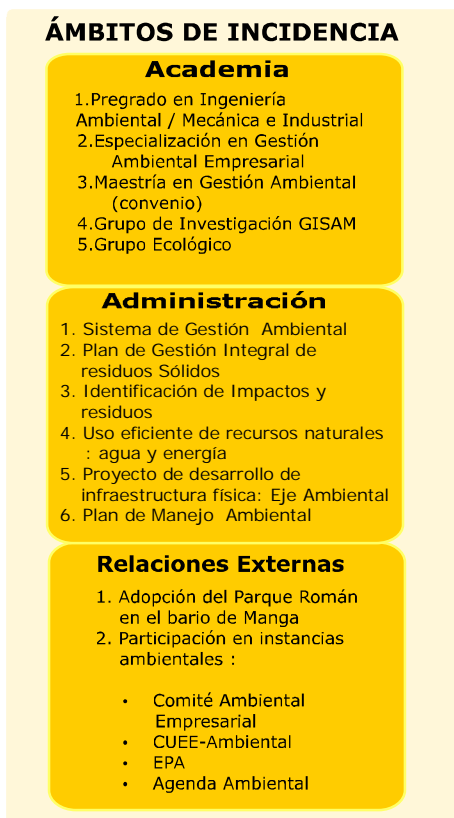 ÁMBITOS DE INCIDENCIA
Academia
1.Pregrado en Ingeniería
Ambiental / Mecánica e Industrial
2.Especialización en Gestión
Ambiental Empresarial
3.Maestría en Gestión Ambiental
(convenio)
4.Grupo de Investigación GISAM
5.Grupo Ecológico
Administración
1. Sistema de Gestión Ambiental
2. Plan de Gestión Integral de
residuos Sólidos
3. Identificación de Impactos y
residuos
4. Uso eficiente de recursos naturales
: agua y energía
5. Proyecto de desarrollo de
infraestructura física: Eje Ambiental
6. Plan de Manejo Ambiental
Relaciones Externas
1. Adopción del Parque Román
en el bario de Manga
2. Participación en instancias
ambientales :
• Comité Ambiental
Empresarial
• CUEE-Ambiental
• EPA
• Agenda Ambiental